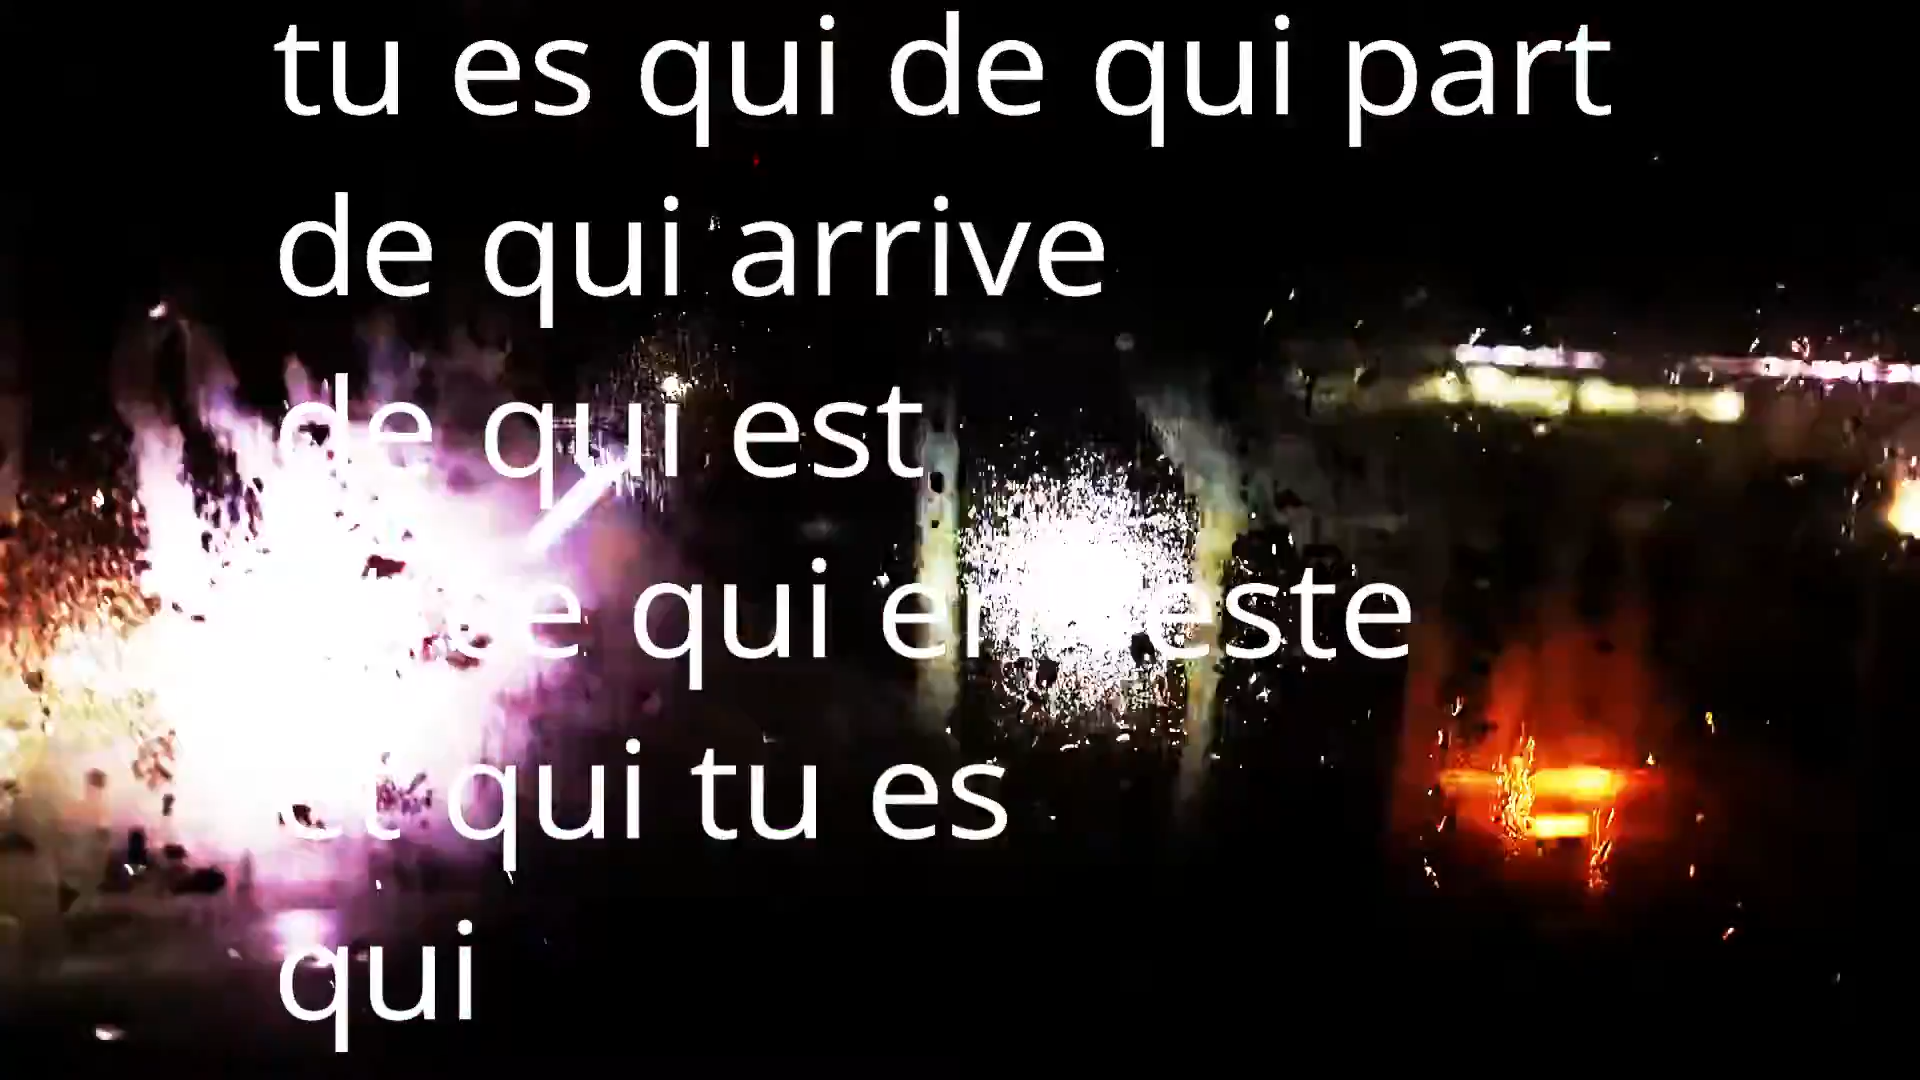 tu es qui de qui part
de qui arrive
de qui est
qui en reste
et qui tu es
qui